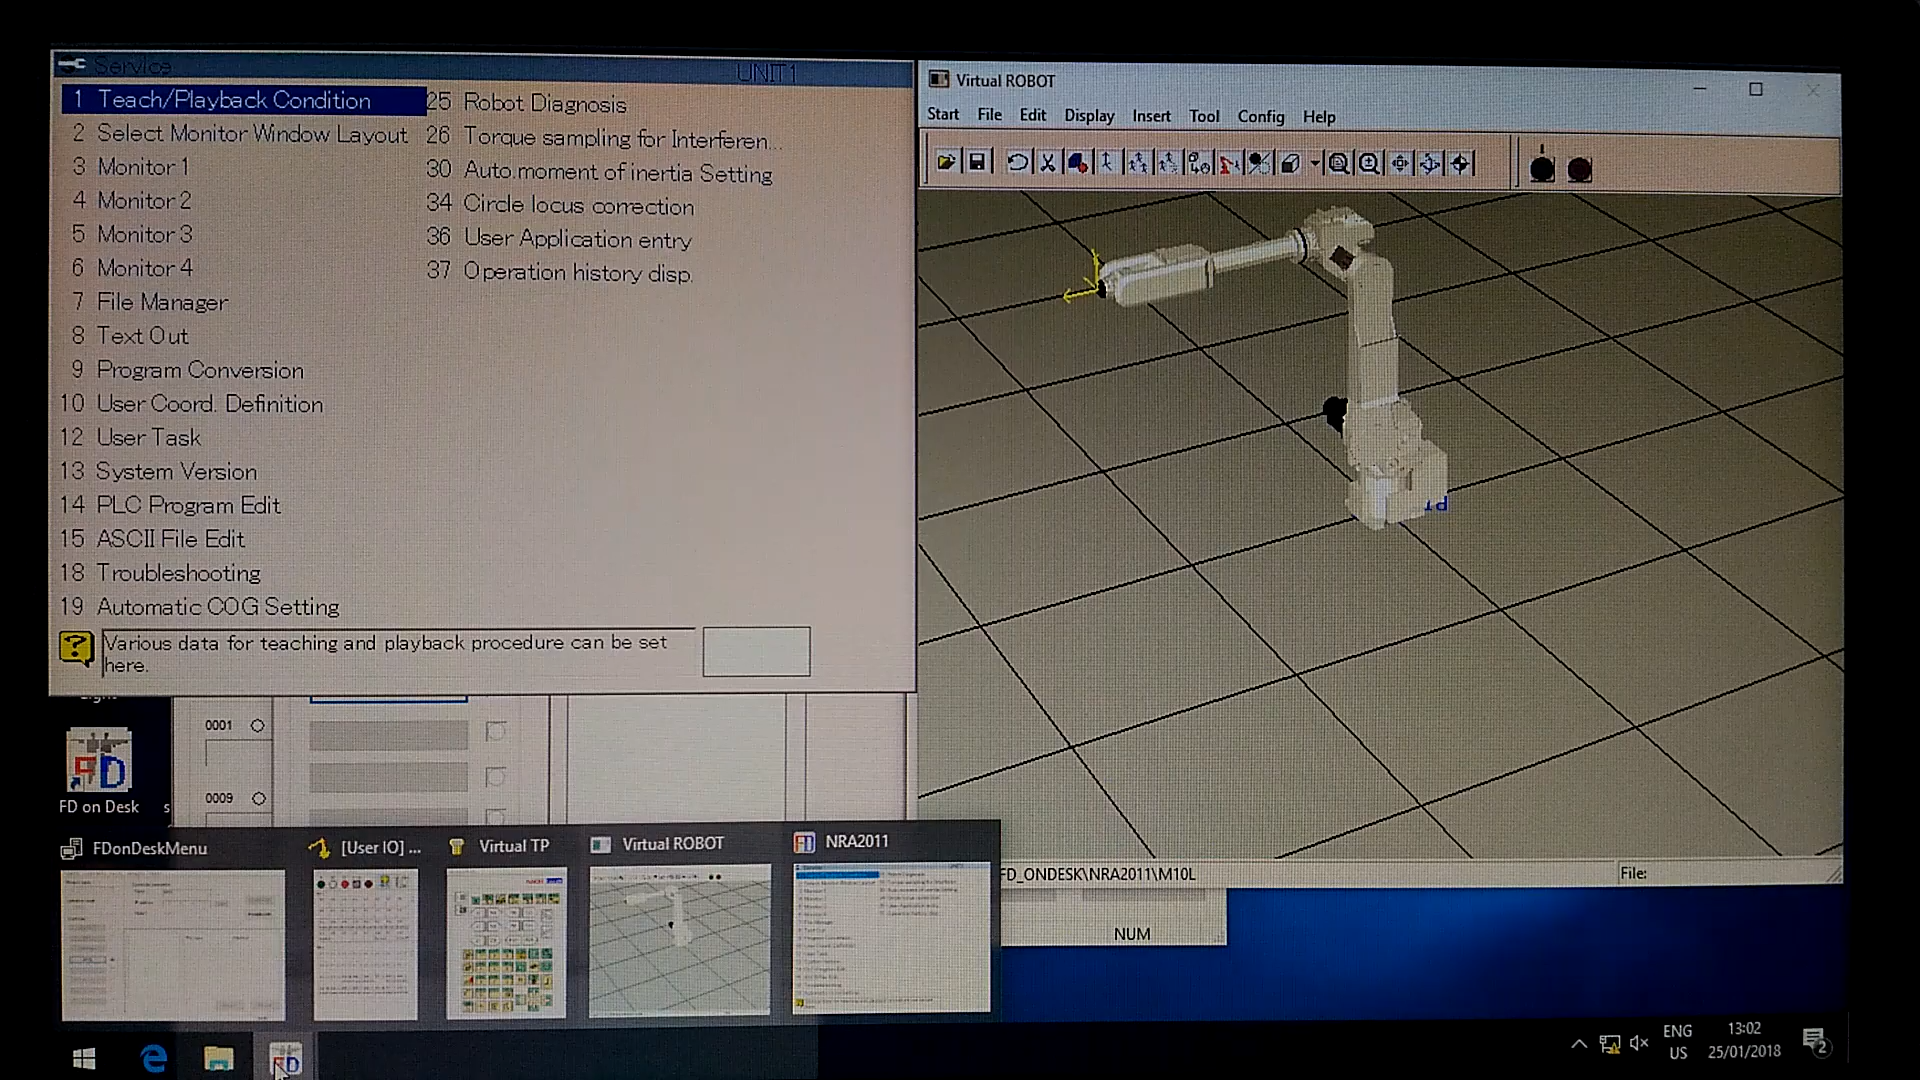 Service
UNIT1
1 Teach/Playback Condition
2 Select Monitor Window Layout
3 Monitor 1
4 Monitor 2
5 Monitor 3
6 Monitor 4
7 File Manager
8 Text Out
9 Program Conversion
10 User Coord. Definition
12 User Task
13 System Version
14 PLC Program Edit
15 ASCII File Edit
18 Troubleshooting
19 Automatic COG Setting
25 Robot Diagnosis
26 Torque sampling for Interferen...
30 Auto.moment of inertia Setting
34 Circle locus correction
36 User Application entry
37 Operation history disp.
Various data for teaching and playback procedure can be set
here.
Virtual ROBOT
Start File Edit Display Insert Tool Config Help
FD_ONDESK\NRA2011\M10L
File:
NUM
0001
0009
FD on Desk
FDonDeskMenu
[User IO] ...
Virtual TP
Virtual ROBOT
NRA2011
ENG
US
13:02
25/01/2018
2